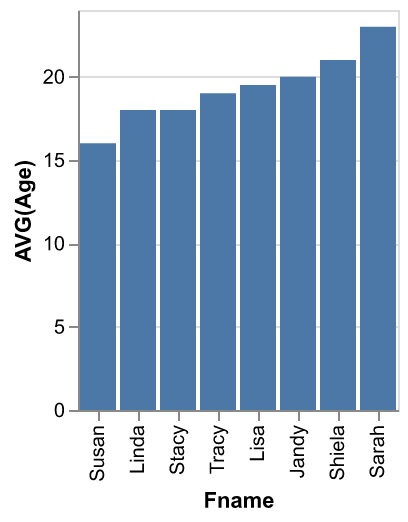 AVG(Age)
20
15
10
5
0
Susan
Linda
Stacy
Tracy
Lisa
Jandy
Shiela
Sarah
Fname